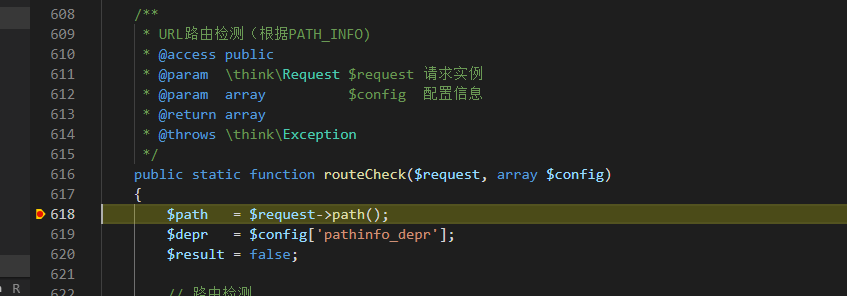 608 /**
609 * URL路由检测（根据PATH_INFO)
610 * @access public
611 * @param  \think\Request $request 请求实例
612 * @param  array          $config  配置信息
613 * @return array
614 * @throws \think\Exception
615 */
616 public static function routeCheck($request, array $config)
617 {
618 $path   = $request->path();
619 $depr   = $config['pathinfo_depr'];
620 $result = false;
621
622 // 路由检测
R